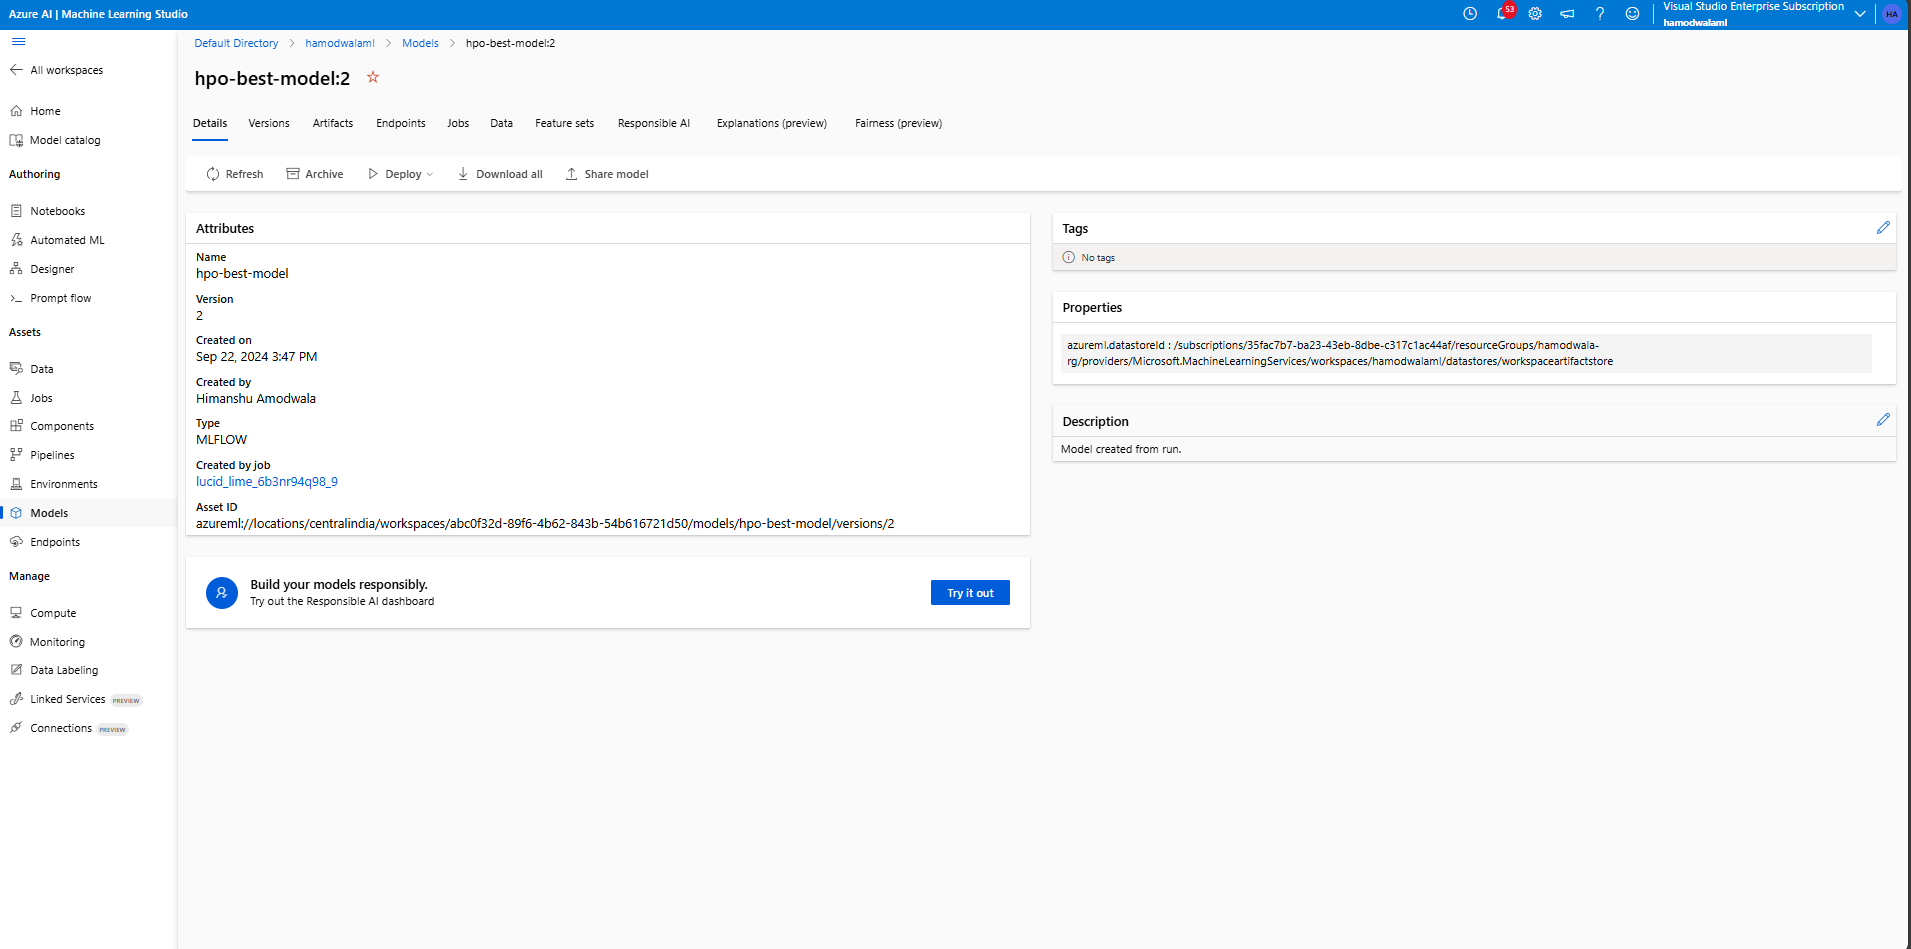 Azure AI | Machine Learning Studio
53
Visual Studio Enterprise Subscription
hamodwalaml
HA
All workspaces
Home
Model catalog
Authoring
Notebooks
Automated ML
Designer
Prompt flow
Assets
Data
Jobs
Components
Pipelines
Environments
Models
Endpoints
Manage
Compute
Monitoring
Data Labeling
Linked Services PREVIEW
Connections PREVIEW
Default Directory > hamodwalaml > Models > hpo-best-model:2
hpo-best-model:2
Details Versions Artifacts Endpoints Jobs Data Feature sets Responsible AI Explanations (preview) Fairness (preview)
Refresh Archive Deploy Download all Share model
Attributes
Name
hpo-best-model
Version
2
Created on
Sep 22, 2024 3:47 PM
Created by
Himanshu Amodwala
Type
MLFLOW
Created by job
lucid_lime_6b3nr94q98_9
Asset ID
azureml://locations/centralindia/workspaces/abc0f32d-89f6-4b62-843b-54b616721d50/models/hpo-best-model/versions/2
Build your models responsibly.
Try out the Responsible AI dashboard
Try it out
Tags
No tags
Properties
azureml.datastoreId : /subscriptions/35fac7b7-ba23-43eb-8dbe-c317c1ac44af/resourceGroups/hamodwala-
rg/providers/Microsoft.MachineLearningServices/workspaces/hamodwalaml/datastores/workspaceartifactstore
Description
Model created from run.